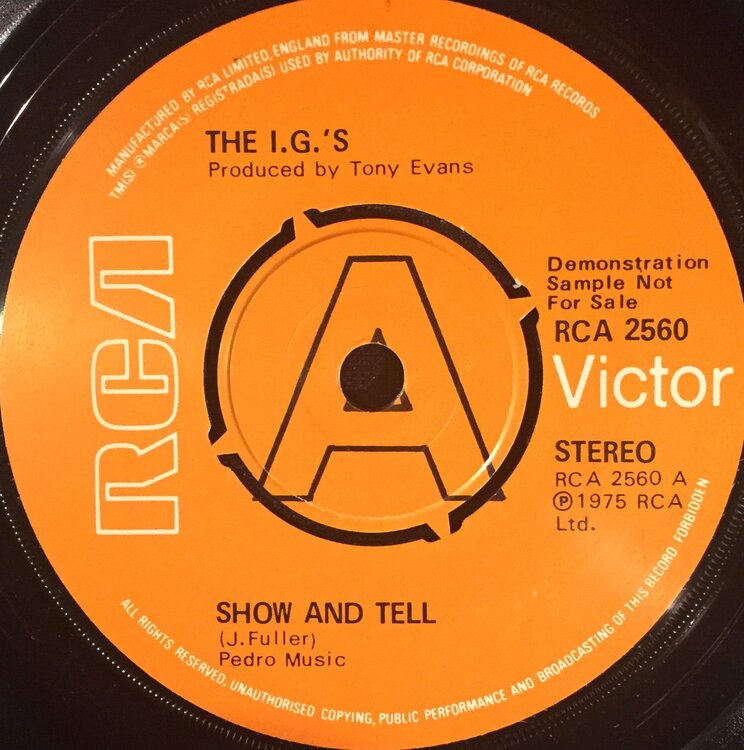 MANUFACTURED BY RCA LIMITED, ENGLAND FROM MASTER RECORDINGS OF RCA RECORDS
TM(S) ® MARCA(S) REGISTRADA(S) USED BY AUTHORITY OF RCA CORPORATION
THE I.G.'S
Produced by Tony Evans
RCA
A
Demonstration
Sample Not
For Sale
RCA 2560
Victor
STEREO
RCA 2560 A
℗1975 RCA
Ltd.
SHOW AND TELL
(J.Fuller)
Pedro Music
ALL RIGHTS RESERVED, UNAUTHORISED COPYING, PUBLIC PERFORMANCE AND BROADCASTING OF THIS RECORD FORBIDDEN